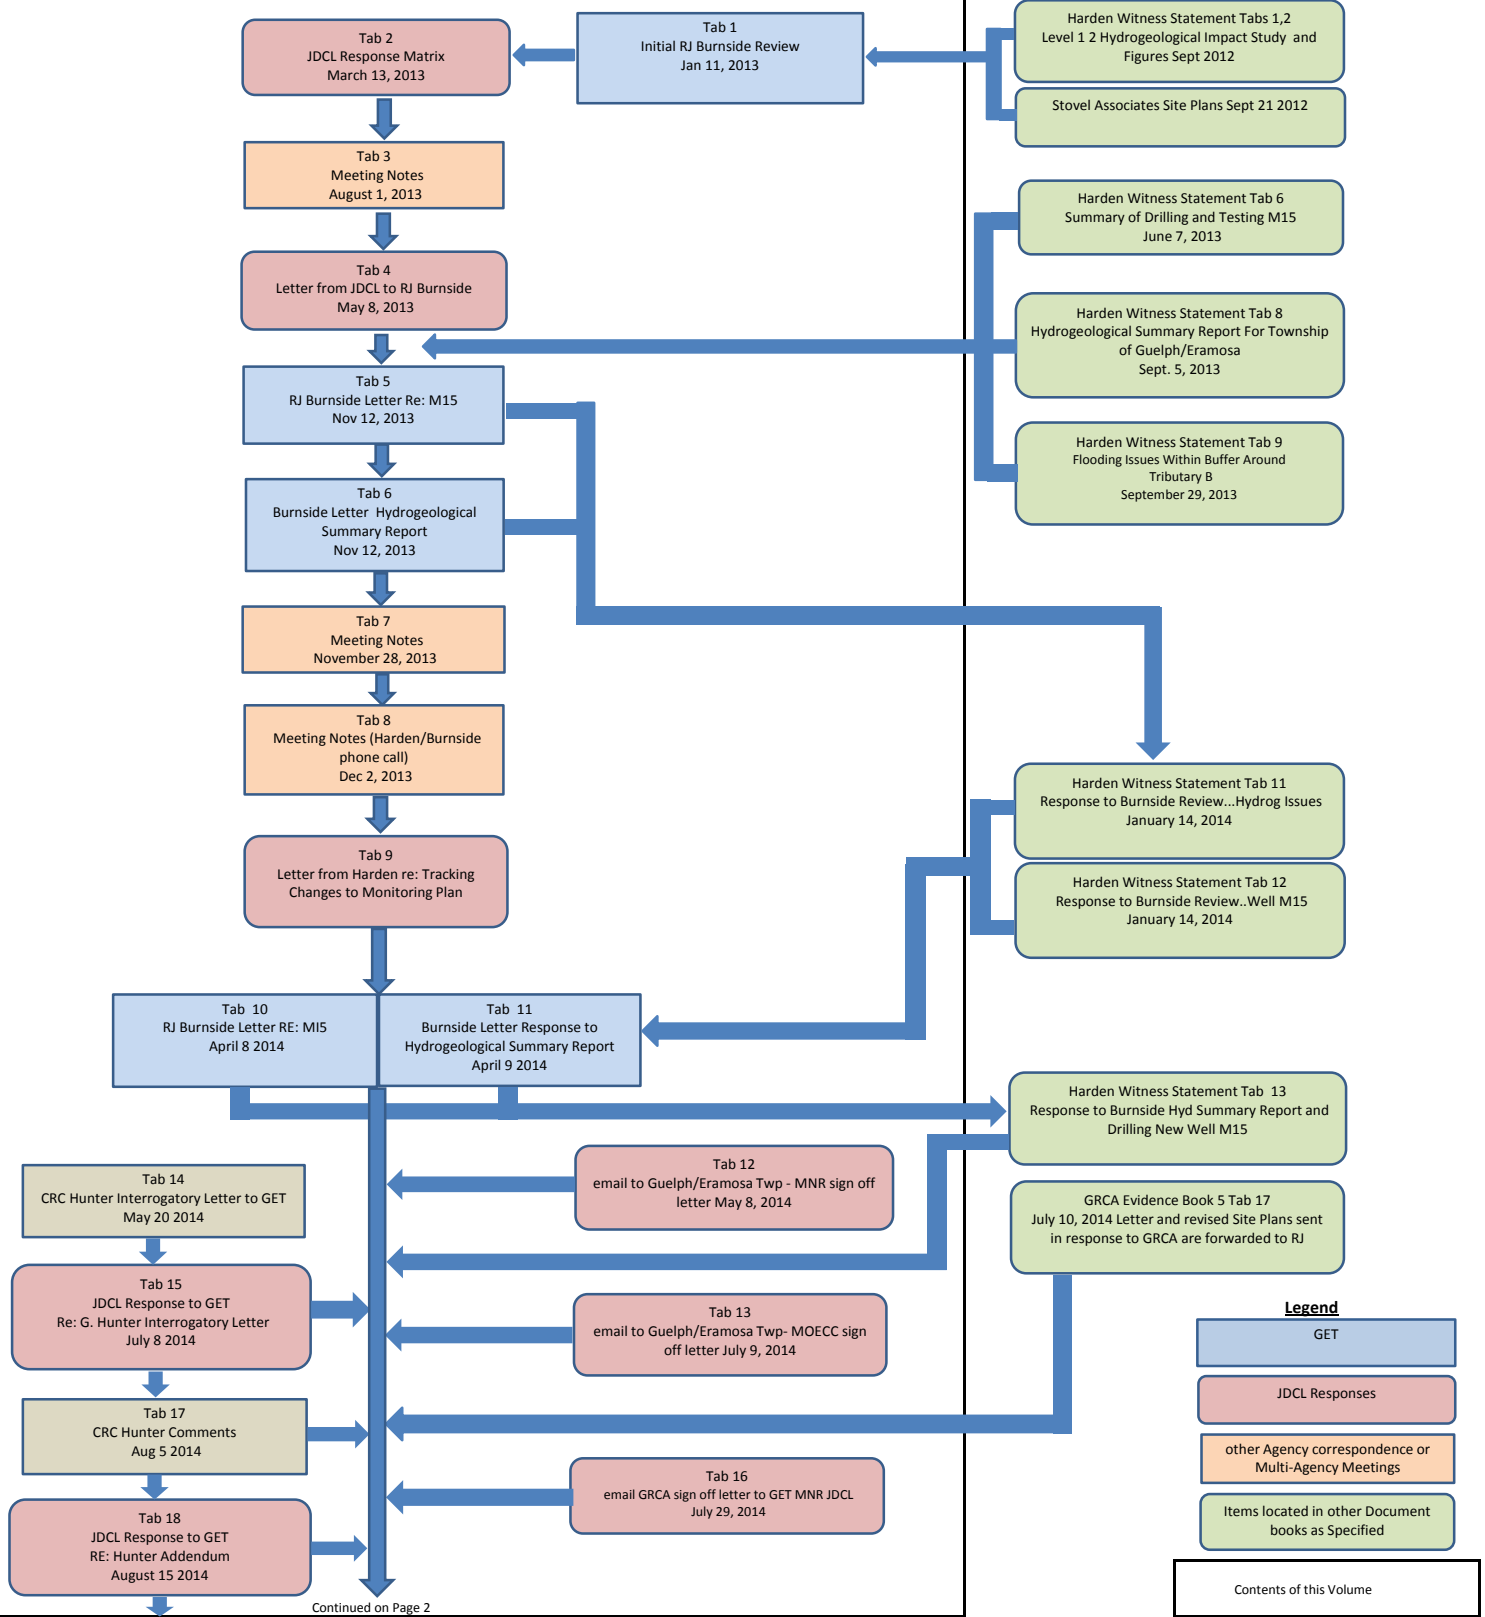 Tab 1
Initial RJ Burnside Review
Jan 11, 2013
Tab 2
JDCL Response Matrix
March 13, 2013
Harden Witness Statement Tabs 1,2
Level 1 2 Hydrogeological Impact Study and
Figures Sept 2012
Stovel Associates Site Plans Sept 21 2012
Tab 3
Meeting Notes
August 1, 2013
Harden Witness Statement Tab 6
Summary of Drilling and Testing M15
June 7, 2013
Tab 4
Letter from JDCL to RJ Burnside
May 8, 2013
Harden Witness Statement Tab 8
Hydrogeological Summary Report For Township
of Guelph/Eramosa
Sept. 5, 2013
Tab 5
RJ Burnside Letter Re: M15
Nov 12, 2013
Harden Witness Statement Tab 9
Flooding Issues Within Buffer Around
Tributary B
September 29, 2013
Tab 6
Burnside Letter Hydrogeological
Summary Report
Nov 12, 2013
Tab 7
Meeting Notes
November 28, 2013
Tab 8
Meeting Notes (Harden/Burnside
phone call)
Dec 2, 2013
Harden Witness Statement Tab 11
Response to Burnside Review...Hydrog Issues
January 14, 2014
Tab 9
Letter from Harden re: Tracking
Changes to Monitoring Plan
Harden Witness Statement Tab 12
Response to Burnside Review..Well M15
January 14, 2014
Tab 10
RJ Burnside Letter RE: MI5
April 8 2014
Tab 11
Burnside Letter Response to
Hydrogeological Summary Report
April 9 2014
Harden Witness Statement Tab 13
Response to Burnside Hyd Summary Report and
Drilling New Well M15
Tab 12
email to Guelph/Eramosa Twp - MNR sign off
letter May 8, 2014
Tab 14
CRC Hunter Interrogatory Letter to GET
May 20 2014
GRCA Evidence Book 5 Tab 17
July 10, 2014 Letter and revised Site Plans sent
in response to GRCA are forwarded to RJ
Tab 15
JDCL Response to GET
Re: G. Hunter Interrogatory Letter
July 8 2014
Tab 13
email to Guelph/Eramosa Twp- MOECC sign
off letter July 9, 2014
Tab 17
CRC Hunter Comments
Aug 5 2014
Tab 16
email GRCA sign off letter to GET MNR JDCL
July 29, 2014
Tab 18
JDCL Response to GET
RE: Hunter Addendum
August 15 2014
Continued on Page 2
Legend
GET
JDCL Responses
other Agency correspondence or
Multi-Agency Meetings
Items located in other Document
books as Specified
Contents of this Volume